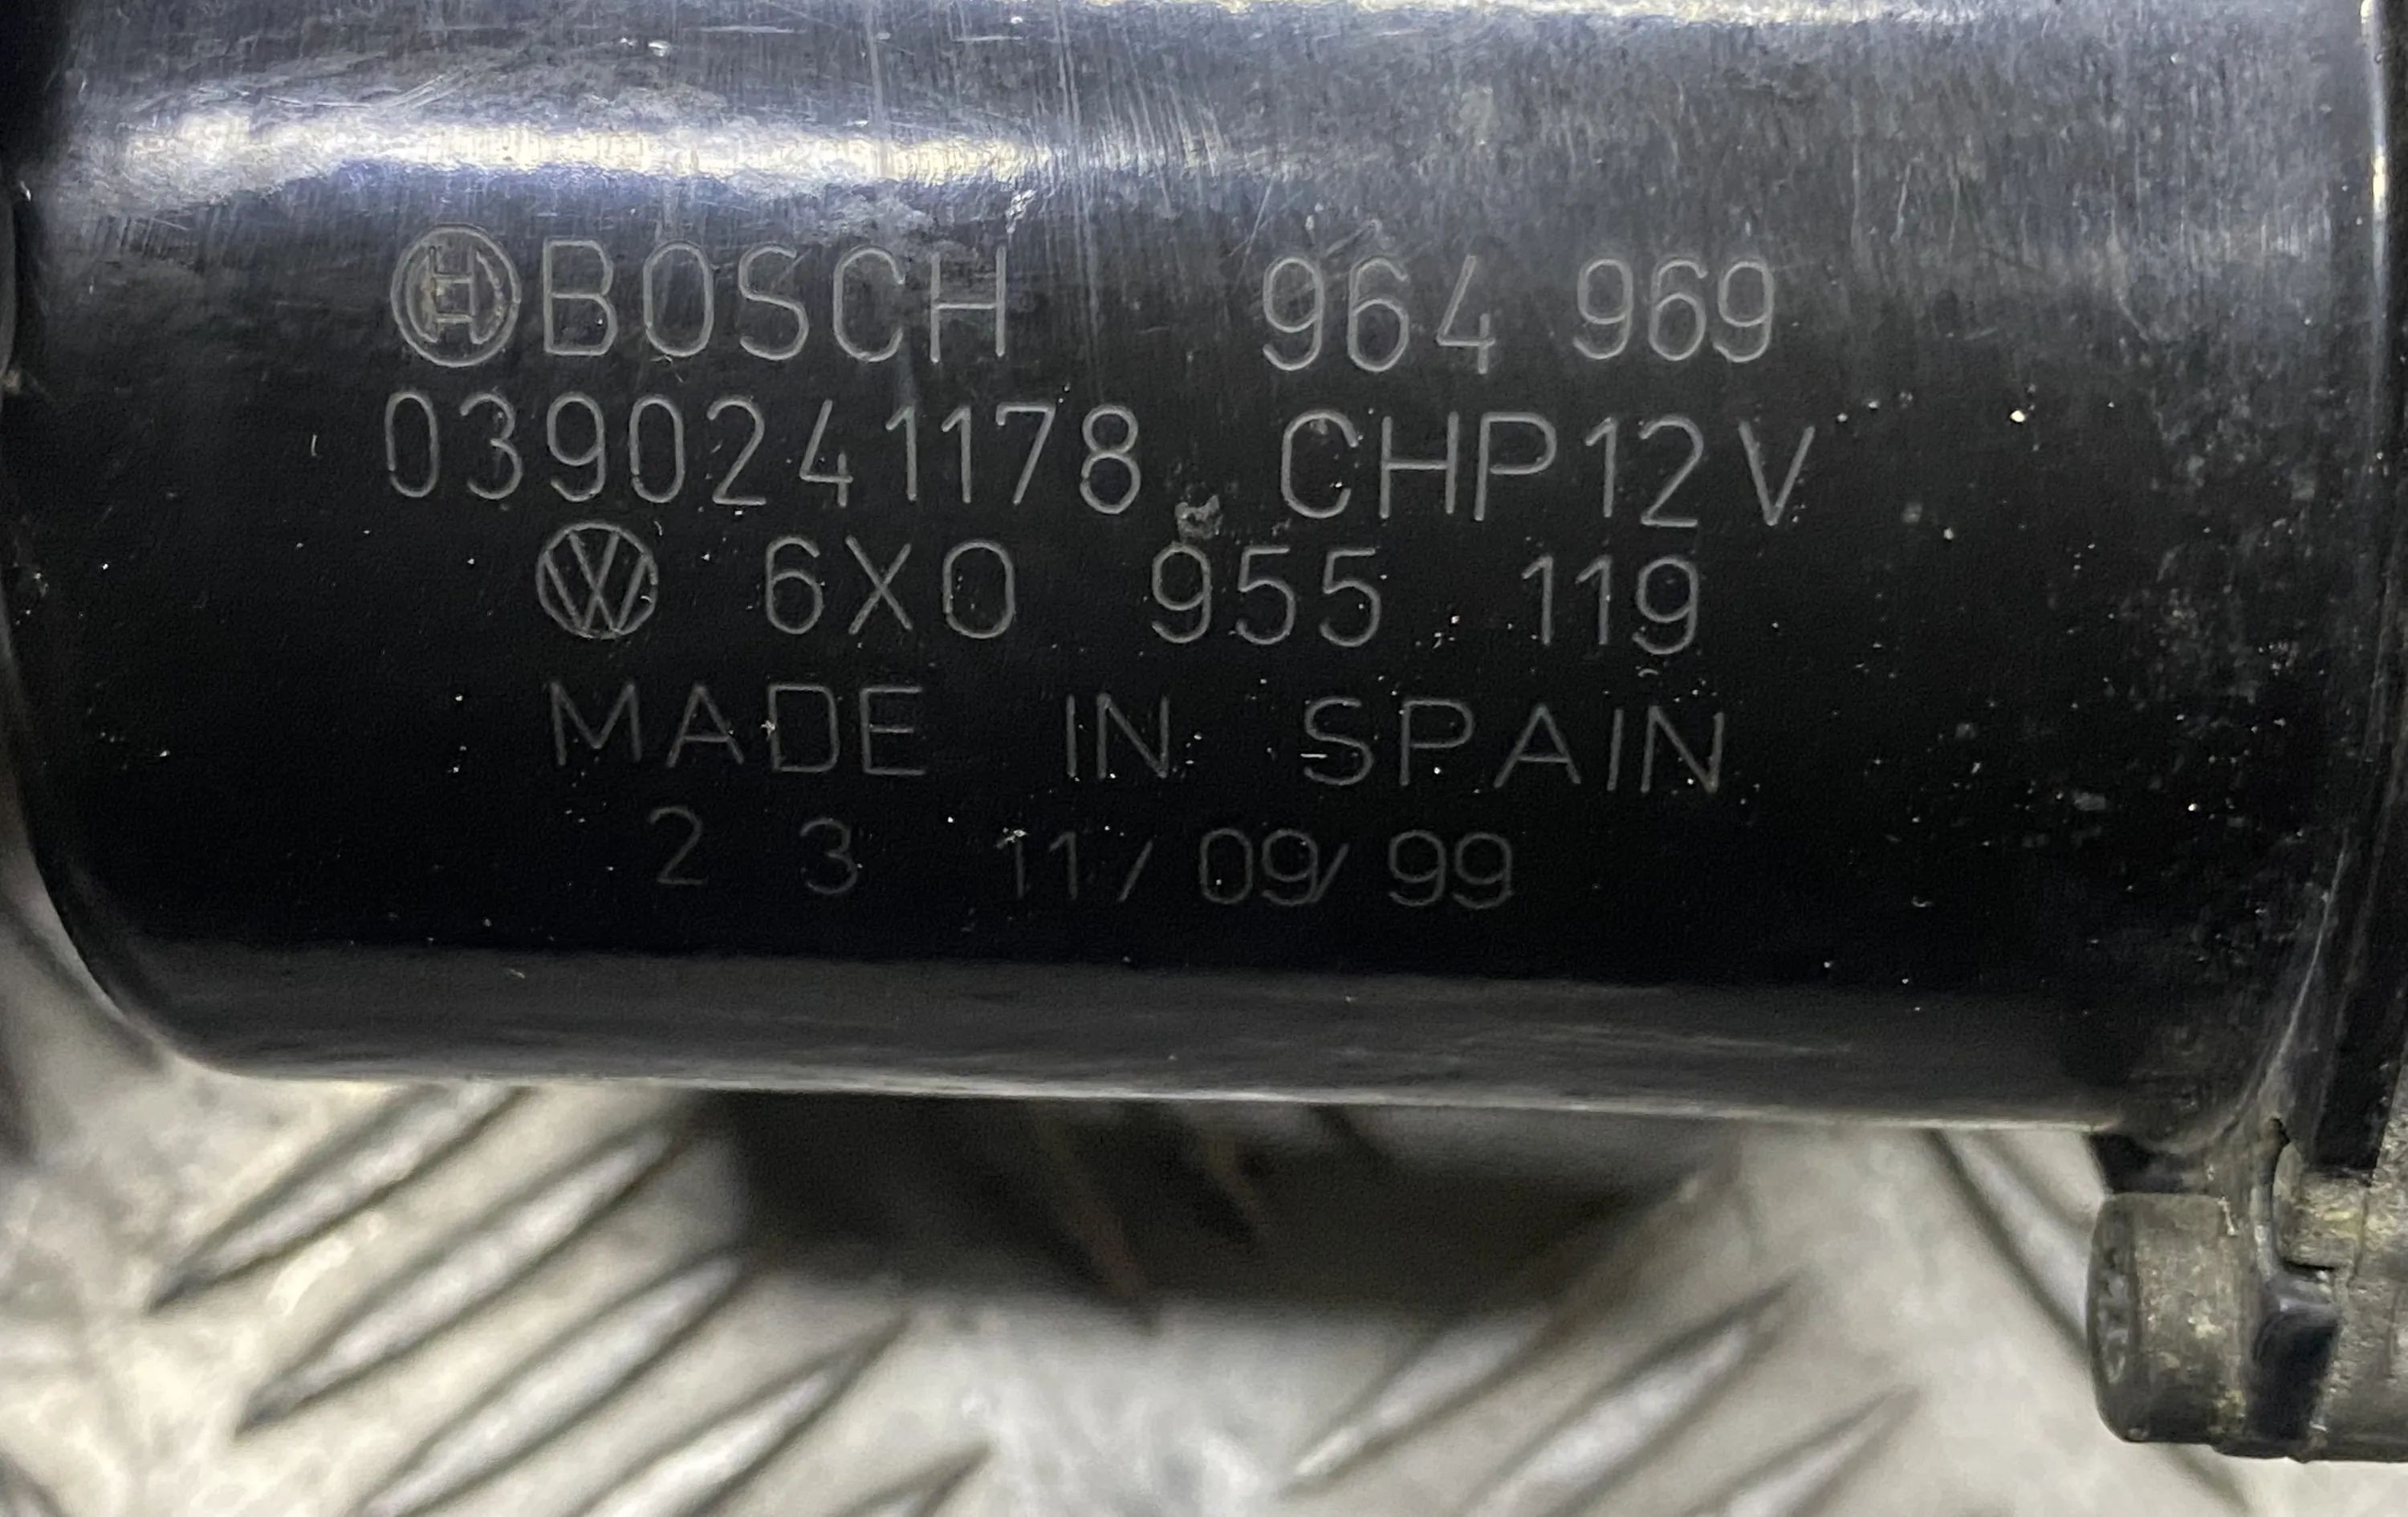 BOSCH 964 969
0390241178 CHP12V
6X0 955 119
MADE IN SPAIN
2 3 11/09/99